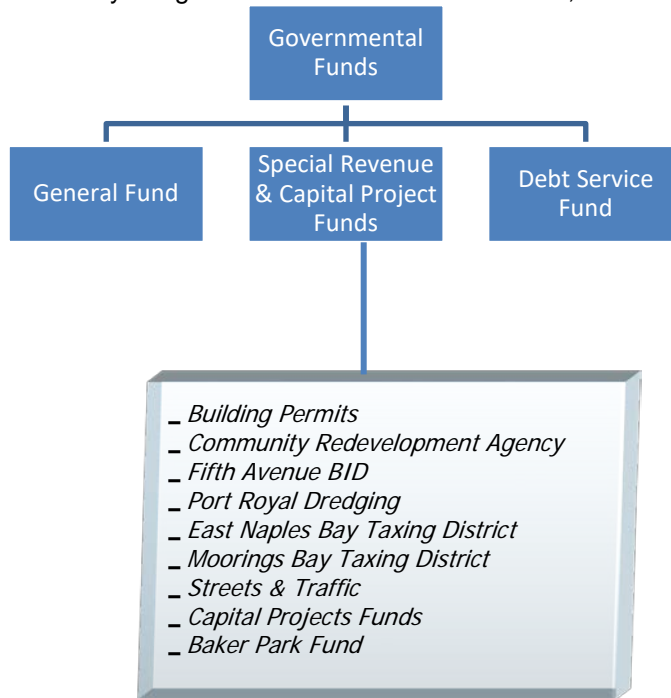 Governmental
Funds
General Fund
Special Revenue
& Capital Project
Funds
Debt Service
Fund
_ Building Permits
_ Community Redevelopment Agency
_ Fifth Avenue BID
_ Port Royal Dredging
_ East Naples Bay Taxing District
_ Moorings Bay Taxing District
_ Streets & Traffic
_ Capital Projects Funds
_ Baker Park Fund